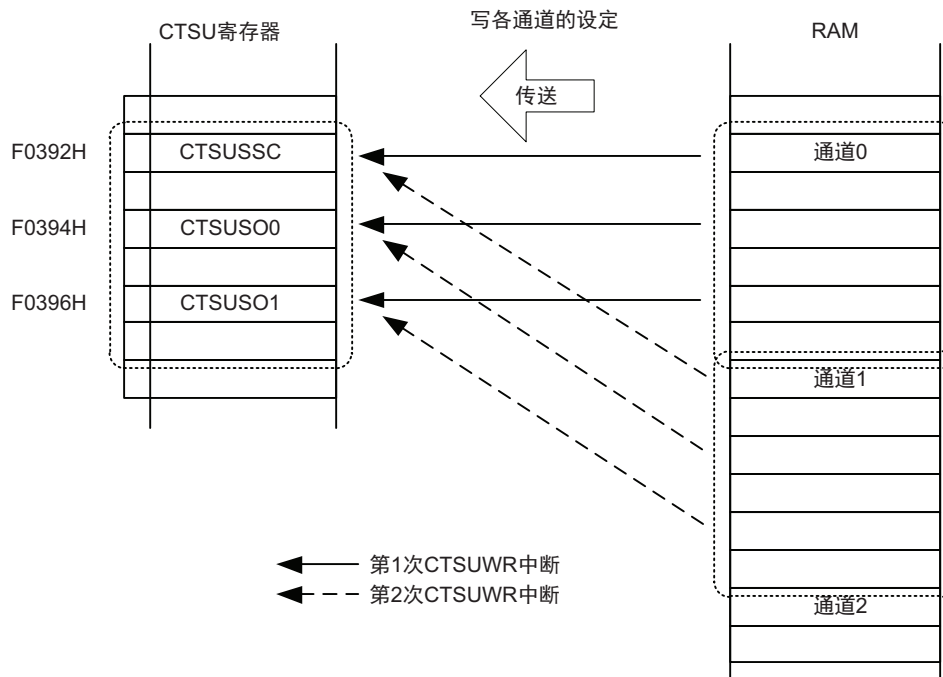 写各通道的设定
CTSU寄存器
RAM
传送
F0392H
CTSUSSC
通道0
F0394H
CTSUSO0
F0396H
CTSUSO1
通道1
第1次CTSUWR中断
第2次CTSUWR中断
通道2